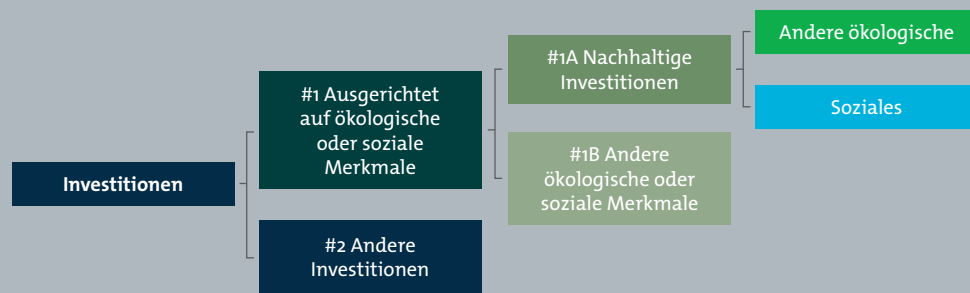 Investitionen
#1 Ausgerichtet
auf ökologische
oder soziale
Merkmale
#2 Andere
Investitionen
#1A Nachhaltige
Investitionen
#1B Andere
ökologische oder
soziale Merkmale
Andere ökologische
Soziales